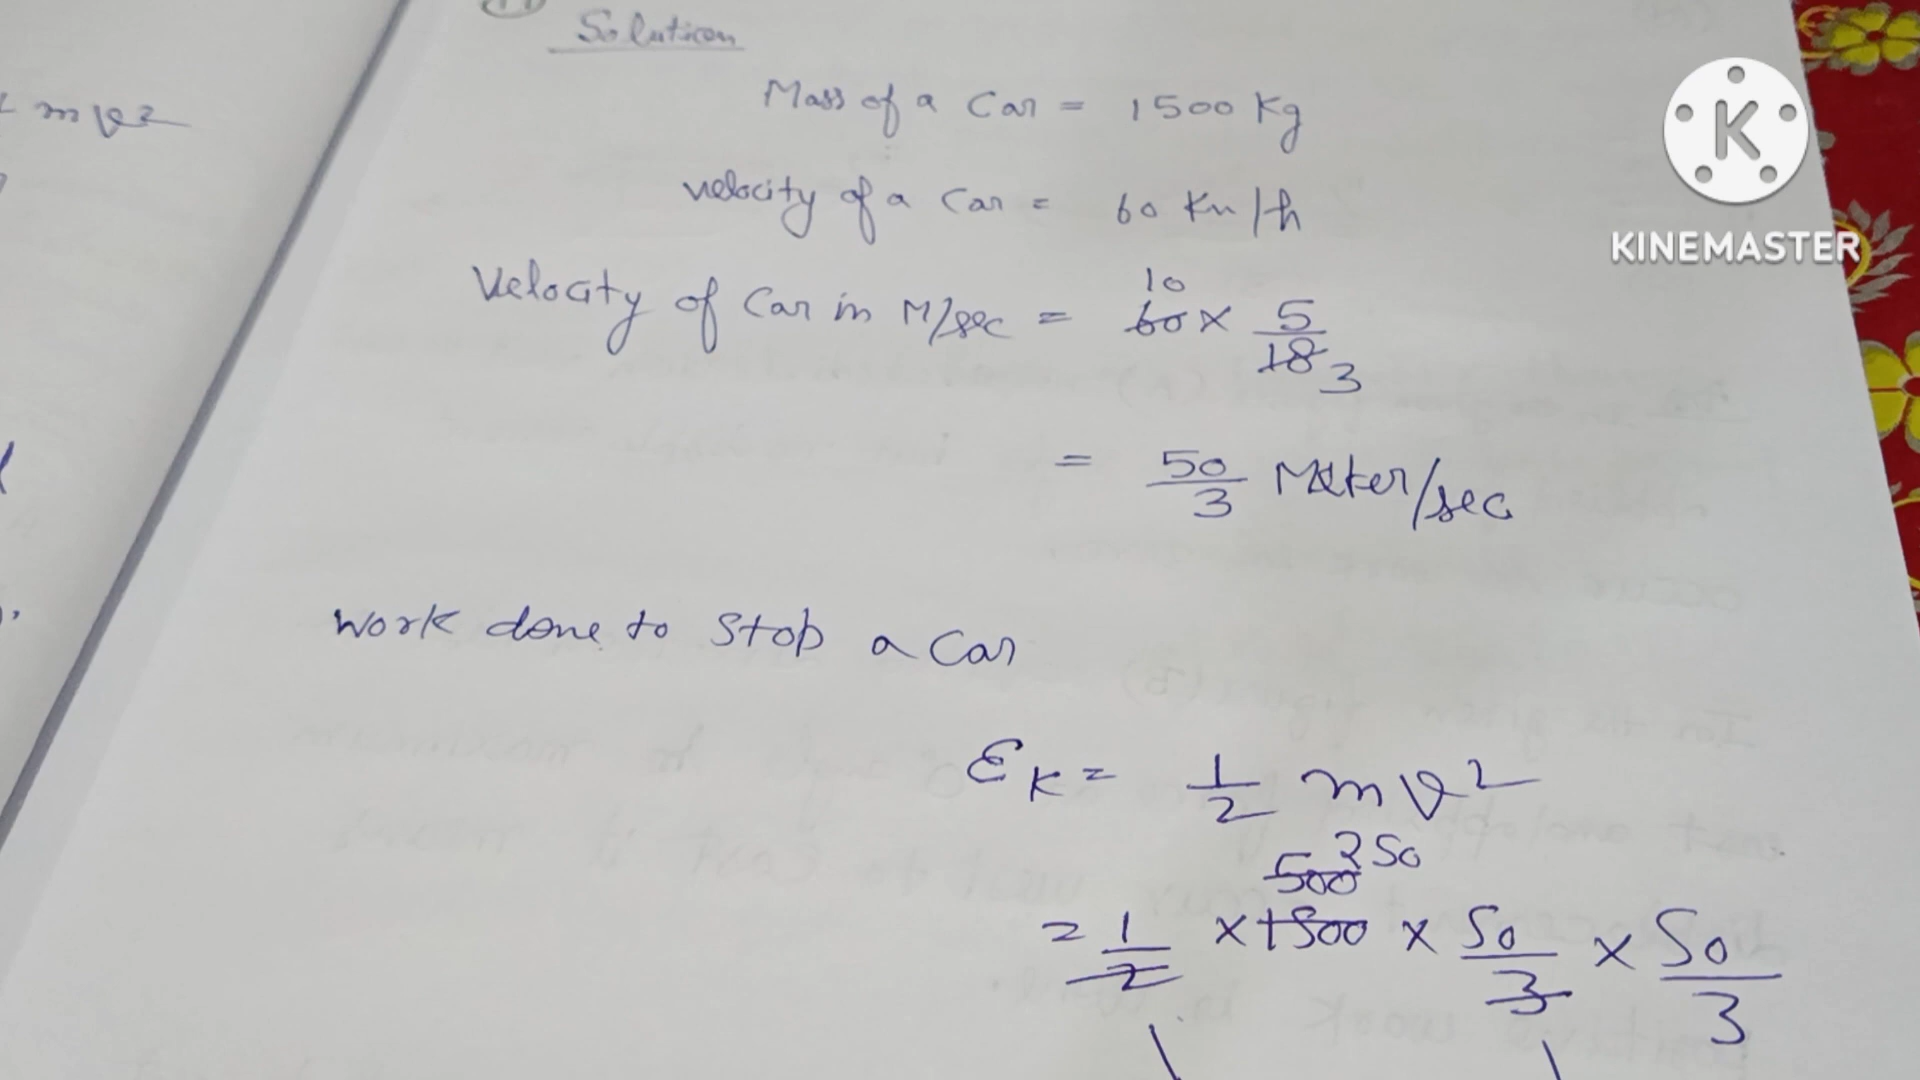 Solution
mv2
Mass of a Car = 1500 Kg
velocity of a Car = 60 Km/h
Velocity of Car in M/sec = 60 10 × 5/18 3
= 50/3 Meter/sec
Work done to Stop a Car
EK = 1/2 mv2
500 250
= 1/2 × 1500 × 50/3 × 50/3
K
KINEMASTER